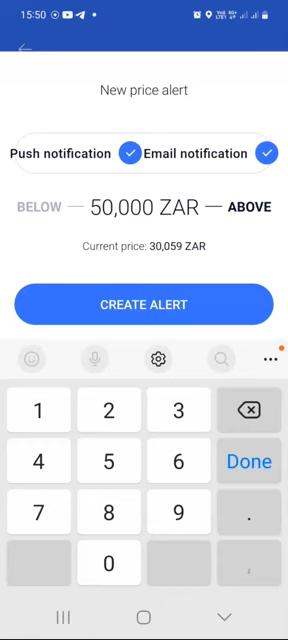 15:50
New price alert
Push notification Email notification
BELOW 50,000 ZAR ABOVE
Current price: 30,059 ZAR
CREATE ALERT
1 2 3
4 5 6 Done
7 8 9 .
0 ,